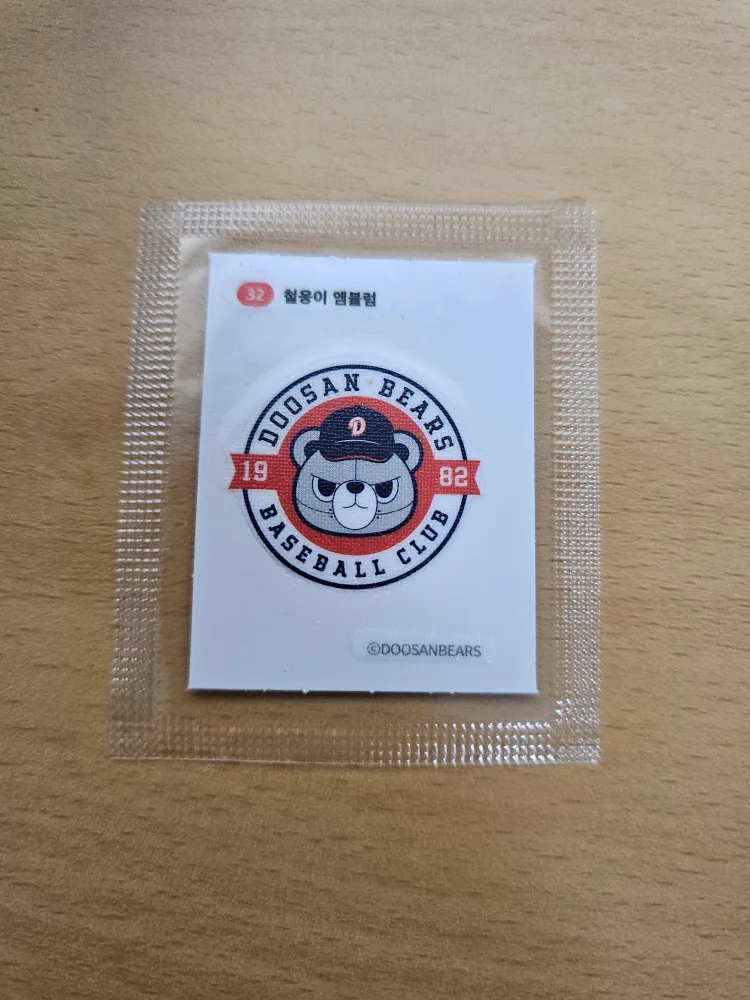 32 철웅이 엠블럼
DOOSAN BEARS
D
19 82
BASEBALL CLUB
©DOOSANBEARS